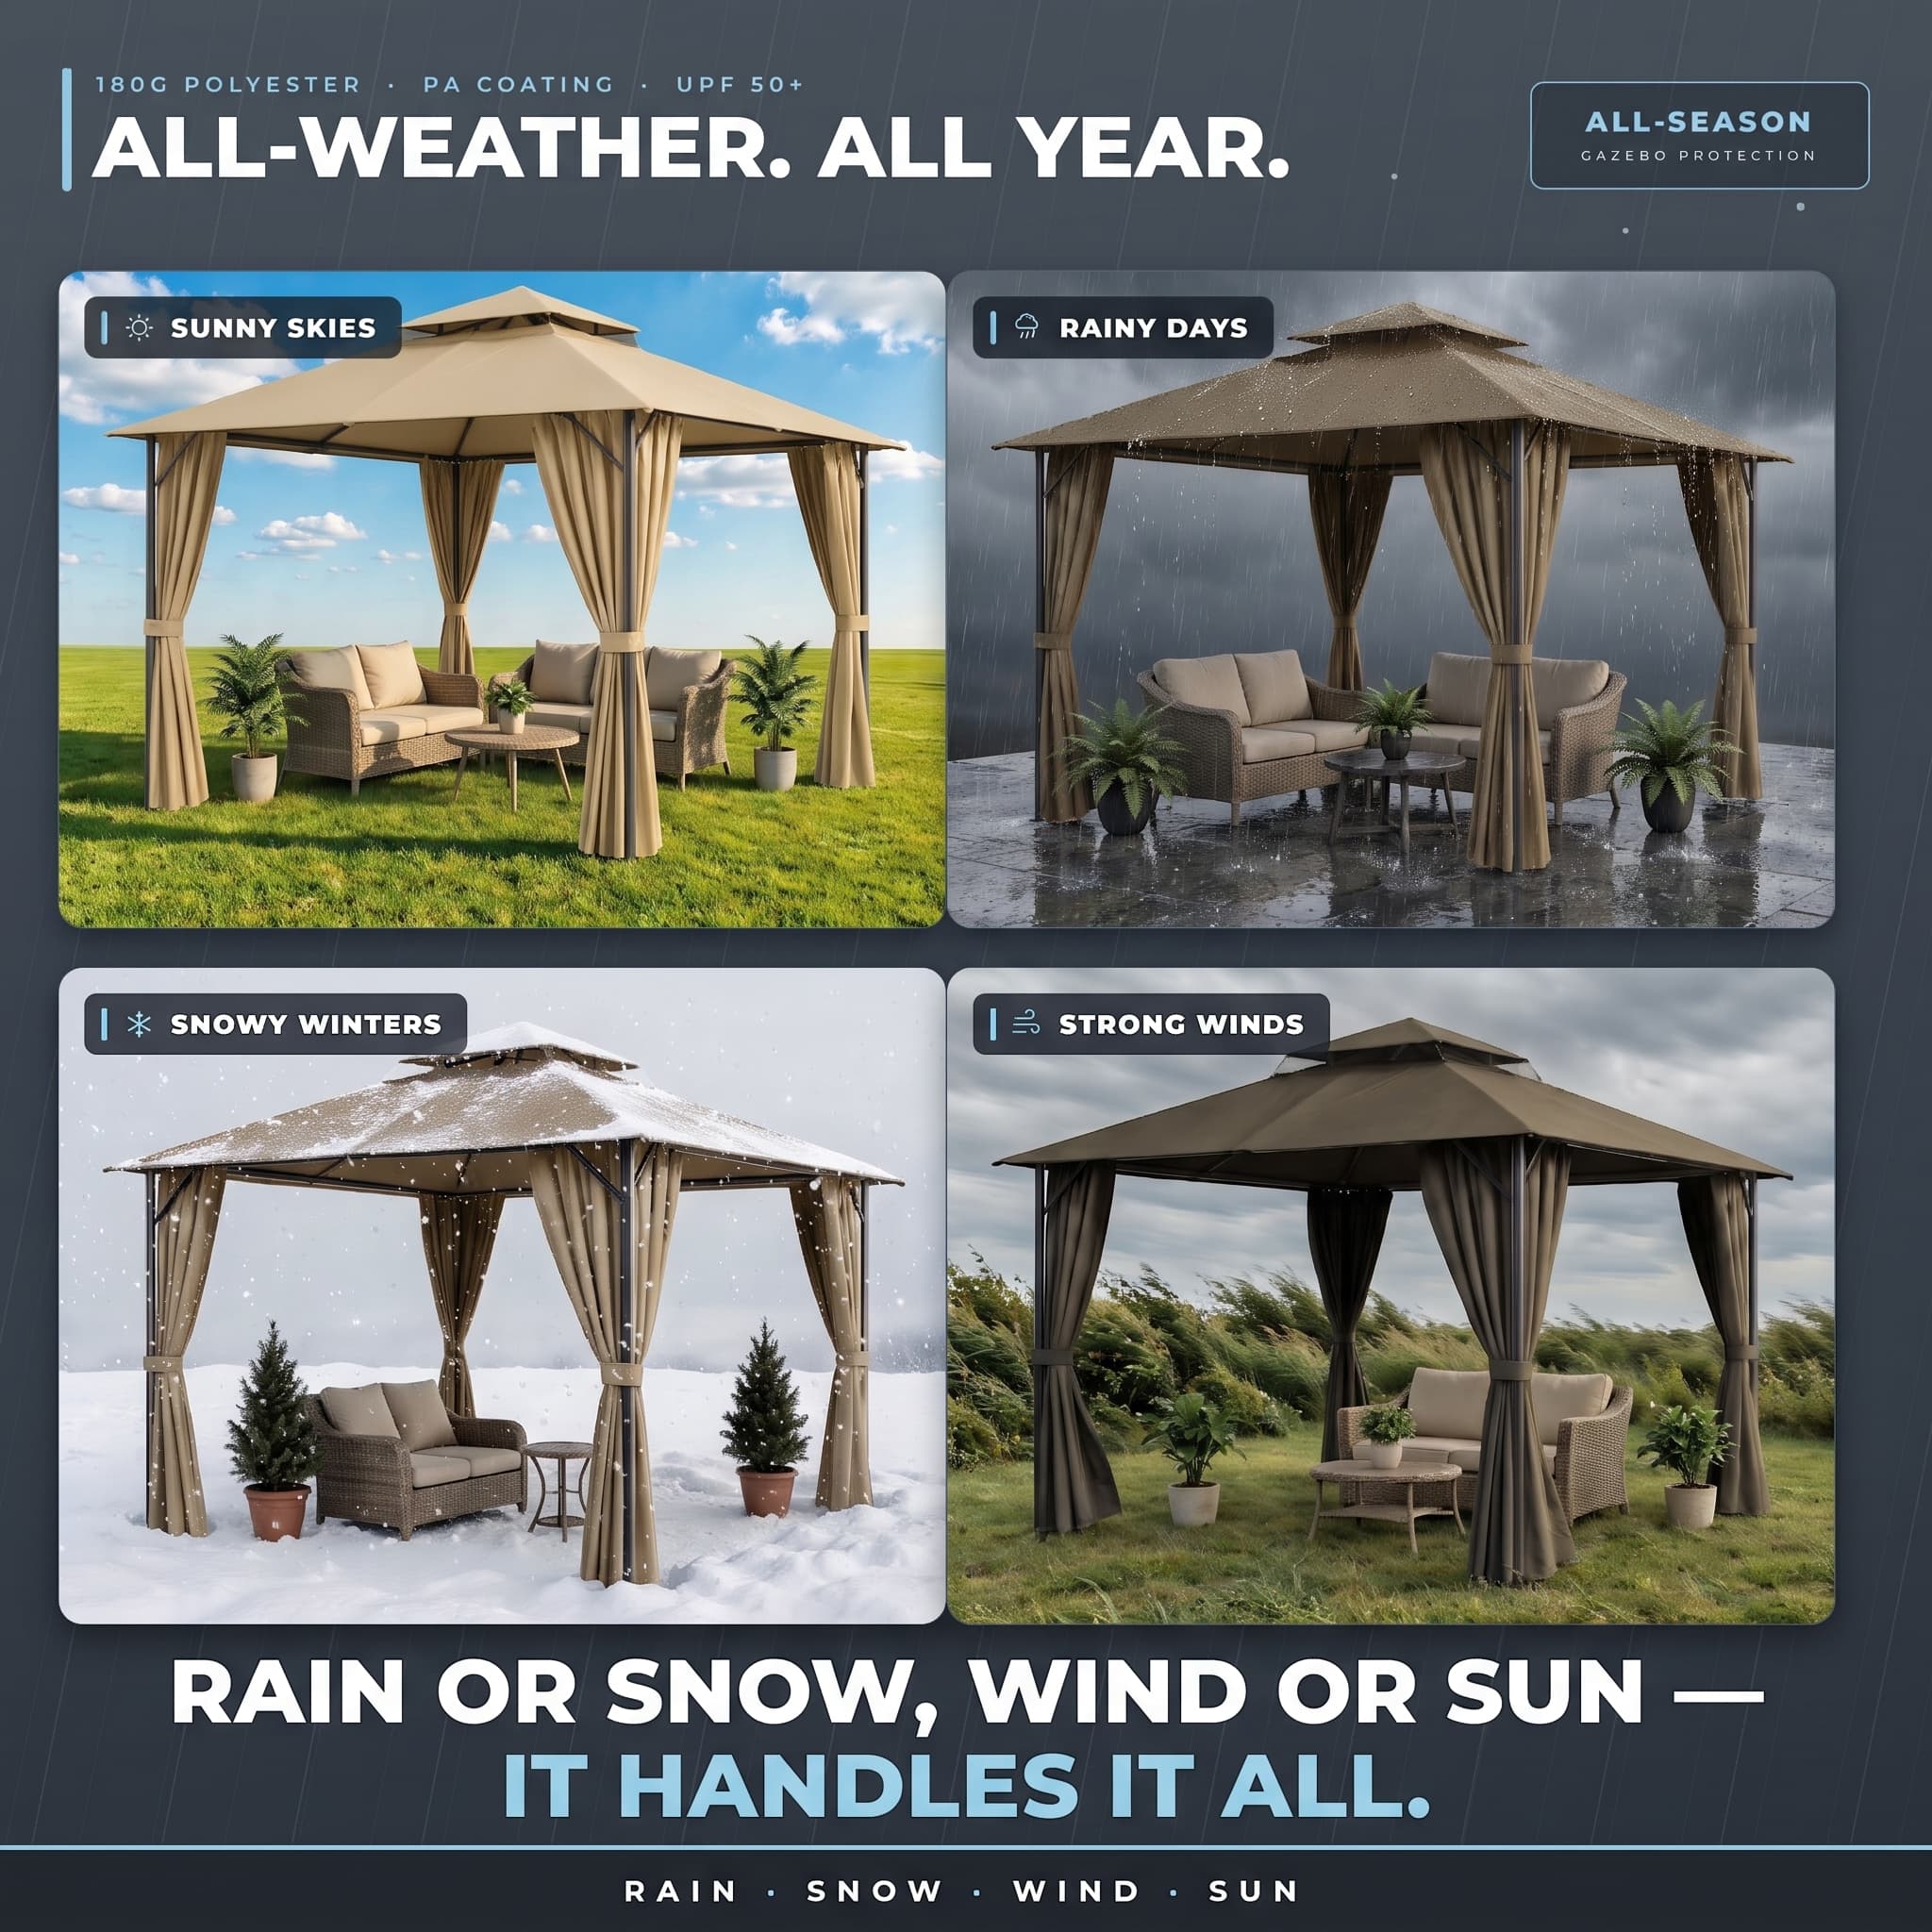 180G POLYESTER · PA COATING · UPF 50+
ALL-WEATHER. ALL YEAR.
ALL-SEASON
GAZEBO PROTECTION
SUNNY SKIES
RAINY DAYS
SNOWY WINTERS
STRONG WINDS
RAIN OR SNOW, WIND OR SUN —
IT HANDLES IT ALL.
RAIN · SNOW · WIND · SUN